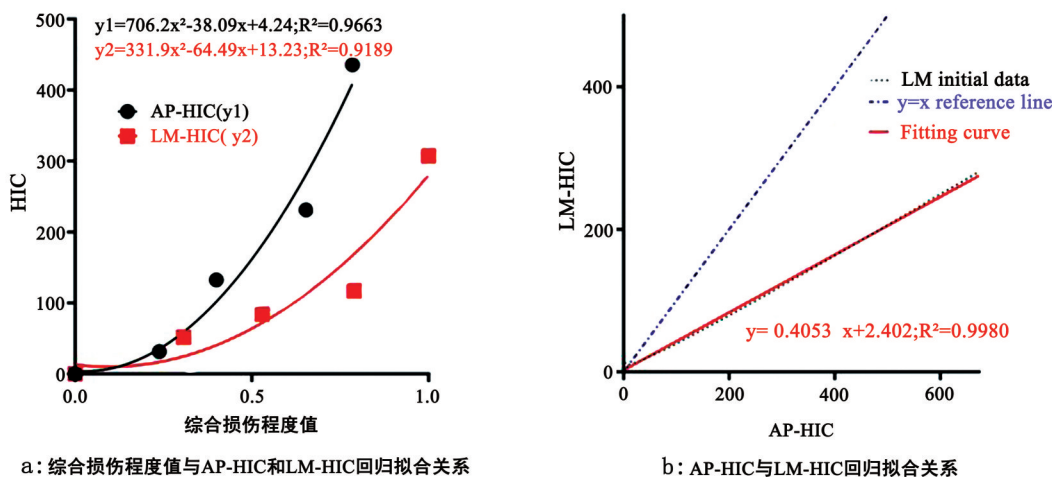 y1=706.2x²-38.09x+4.24;R²=0.9663
y2=331.9x²-64.49x+13.23;R²=0.9189
AP-HIC(y1)
LM-HIC( y2)
HIC
500
400
300
200
100
0
0.0
0.5
1.0
综合损伤程度值
a: 综合损伤程度值与AP-HIC和LM-HIC回归拟合关系
LM initial data
y=x reference line
Fitting curve
LM-HIC
400
200
0
y= 0.4053 x+2.402;R²=0.9980
0
200
400
600
AP-HIC
b: AP-HIC与LM-HIC回归拟合关系